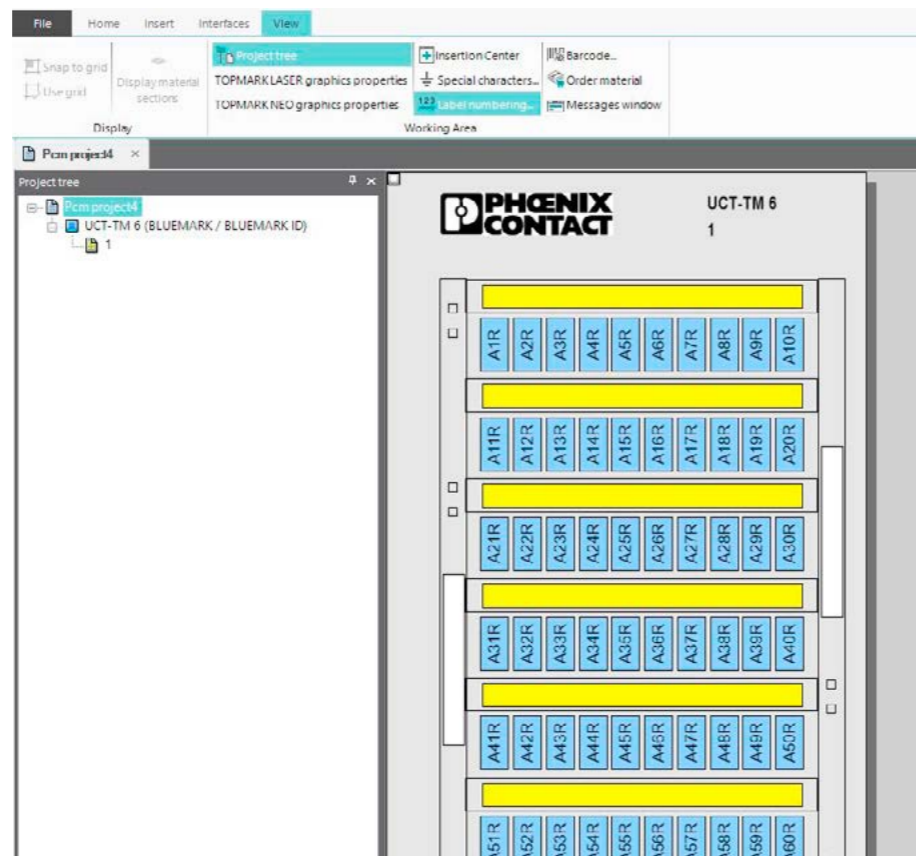 File Home Insert Interfaces View
Snap to grid
Use grid
Display material sections
Display
Project tree
TOPMARK LASER graphics properties
TOPMARK NEO graphics properties
Insertion Center
Special characters...
Label numbering...
Barcode...
Order material
Messages window
Working Area
Pcm project4
Project tree
Pcm project4
UCT-TM 6 (BLUEMARK / BLUEMARK ID)
1
PHŒNIX
CONTACT
UCT-TM 6
1
A1R A2R A3R A4R A5R A6R A7R A8R A9R A10R
A11R A12R A13R A14R A15R A16R A17R A18R A19R A20R
A21R A22R A23R A24R A25R A26R A27R A28R A29R A30R
A31R A32R A33R A34R A35R A36R A37R A38R A39R A40R
A41R A42R A43R A44R A45R A46R A47R A48R A49R A50R
A51R A52R A53R A54R A55R A56R A57R A58R A59R A60R